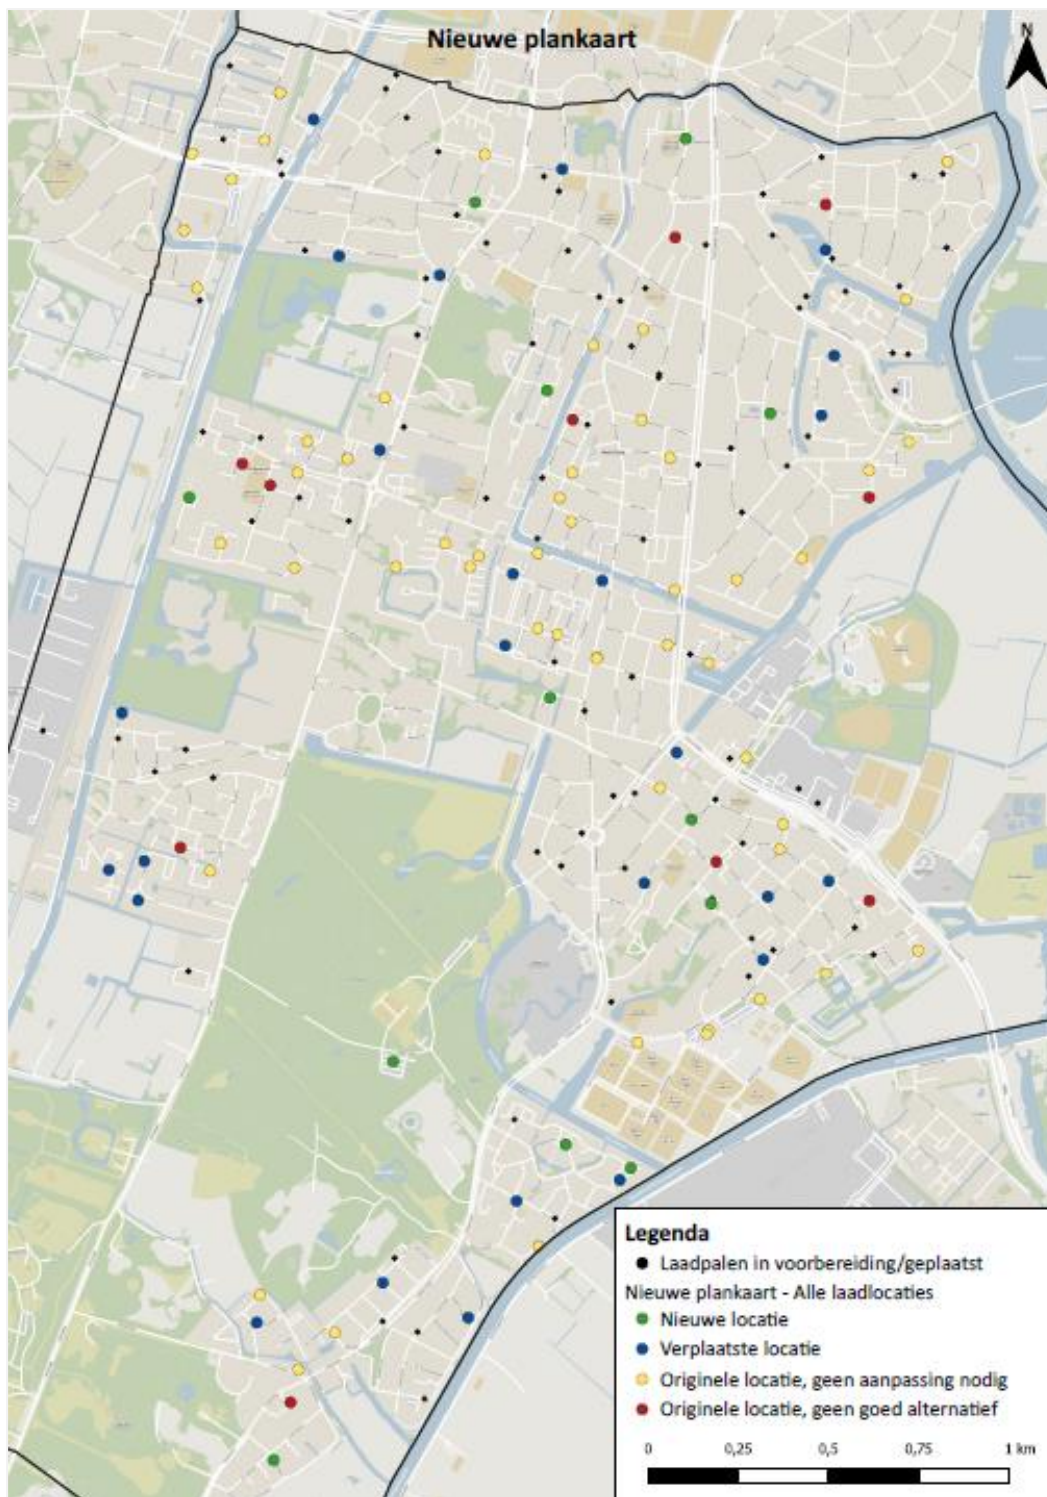 Nieuwe plankaart
N
Legenda
Laadpalen in voorbereiding/geplaatst
Nieuwe plankaart - Alle laadlocaties
Nieuwe locatie
Verplaatste locatie
Originele locatie, geen aanpassing nodig
Originele locatie, geen goed alternatief
0 0,25 0,5 0,75 1 km